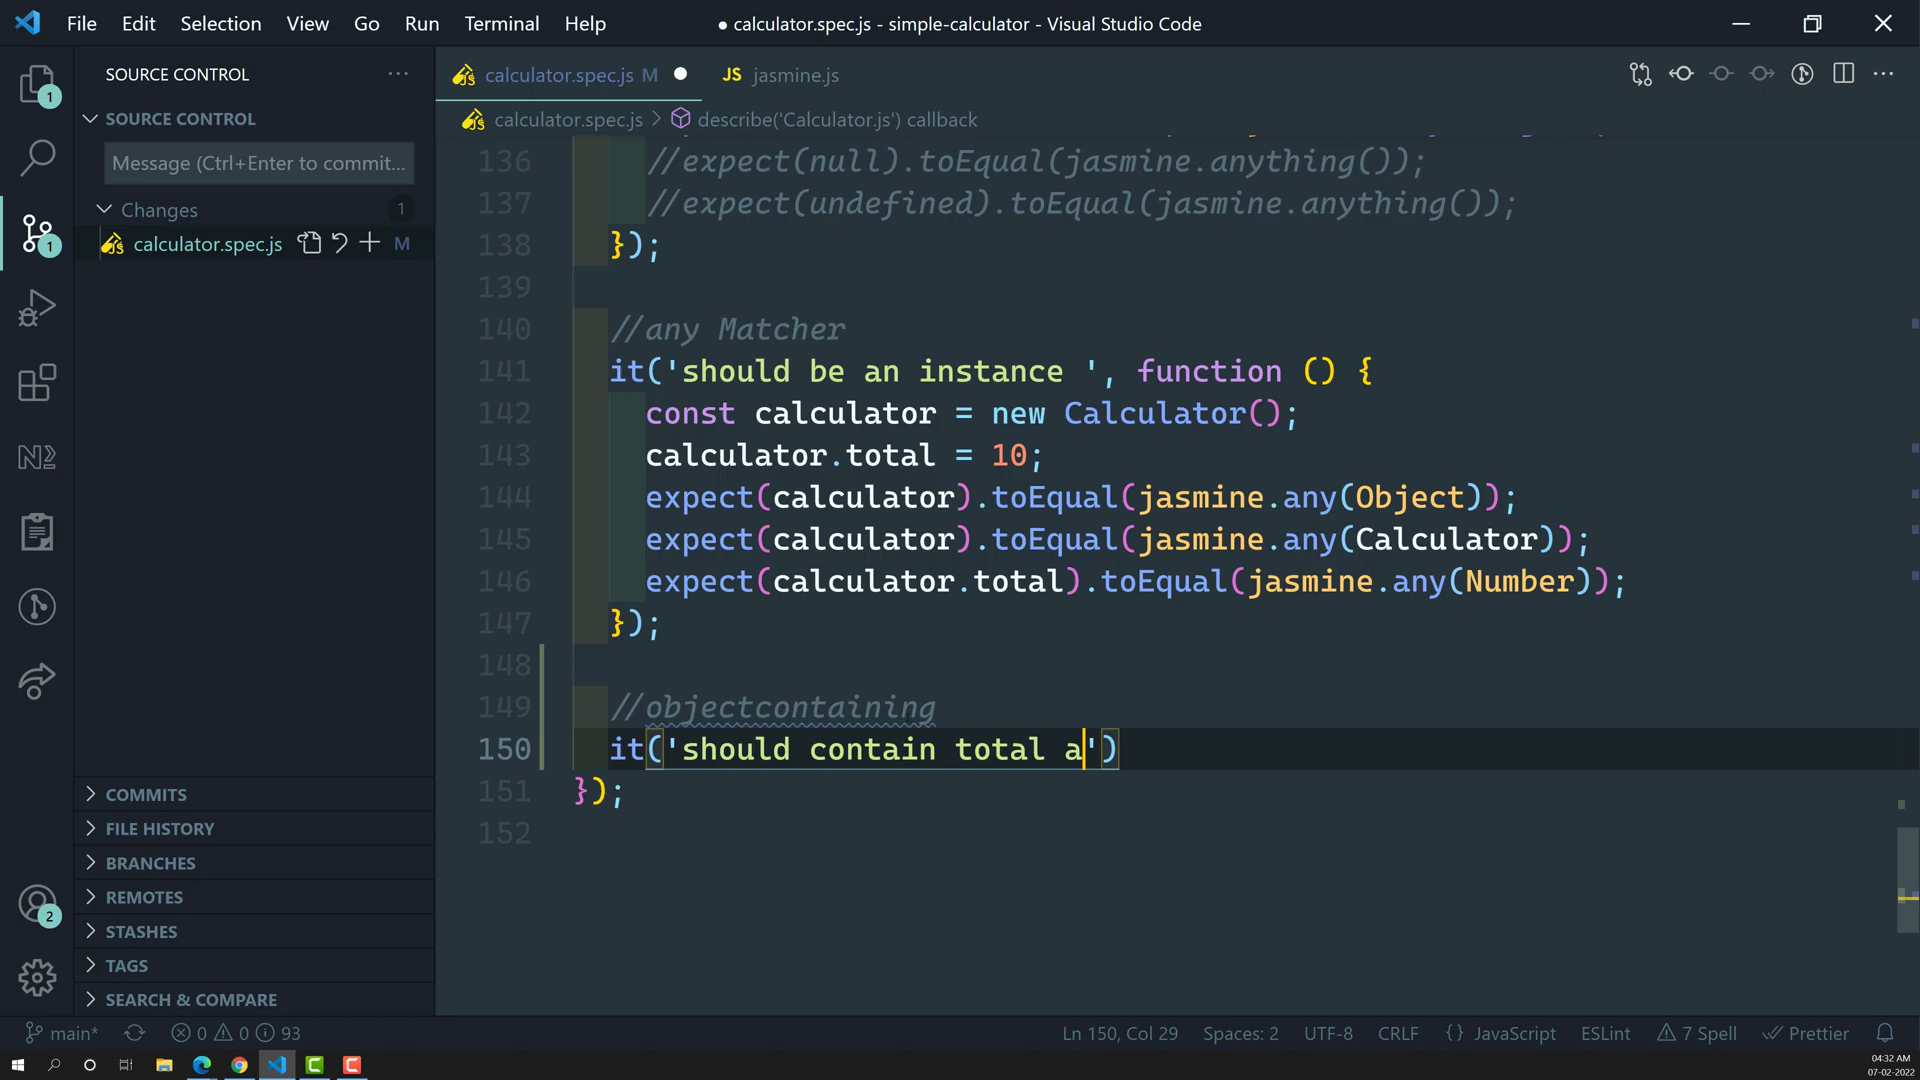 File Edit Selection View Go Run Terminal Help
● calculator.spec.js - simple-calculator - Visual Studio Code
SOURCE CONTROL
SOURCE CONTROL
Message (Ctrl+Enter to commit...
Changes 1
calculator.spec.js M
COMMITS
FILE HISTORY
BRANCHES
REMOTES
STASHES
TAGS
SEARCH & COMPARE
1
1
2
calculator.spec.js M
JS jasmine.js
calculator.spec.js > describe('Calculator.js') callback
136 //expect(null).toEqual(jasmine.anything());
137 //expect(undefined).toEqual(jasmine.anything());
138 });
139
140 //any Matcher
141 it('should be an instance ', function () {
142 const calculator = new Calculator();
143 calculator.total = 10;
144 expect(calculator).toEqual(jasmine.any(Object));
145 expect(calculator).toEqual(jasmine.any(Calculator));
146 expect(calculator.total).toEqual(jasmine.any(Number));
147 });
148
149 //objectcontaining
150 it('should contain total a')
151 });
152
main* 0 0 93
Ln 150, Col 29 Spaces: 2 UTF-8 CRLF {} JavaScript ESLint 7 Spell Prettier
04:32 AM
07-02-2022